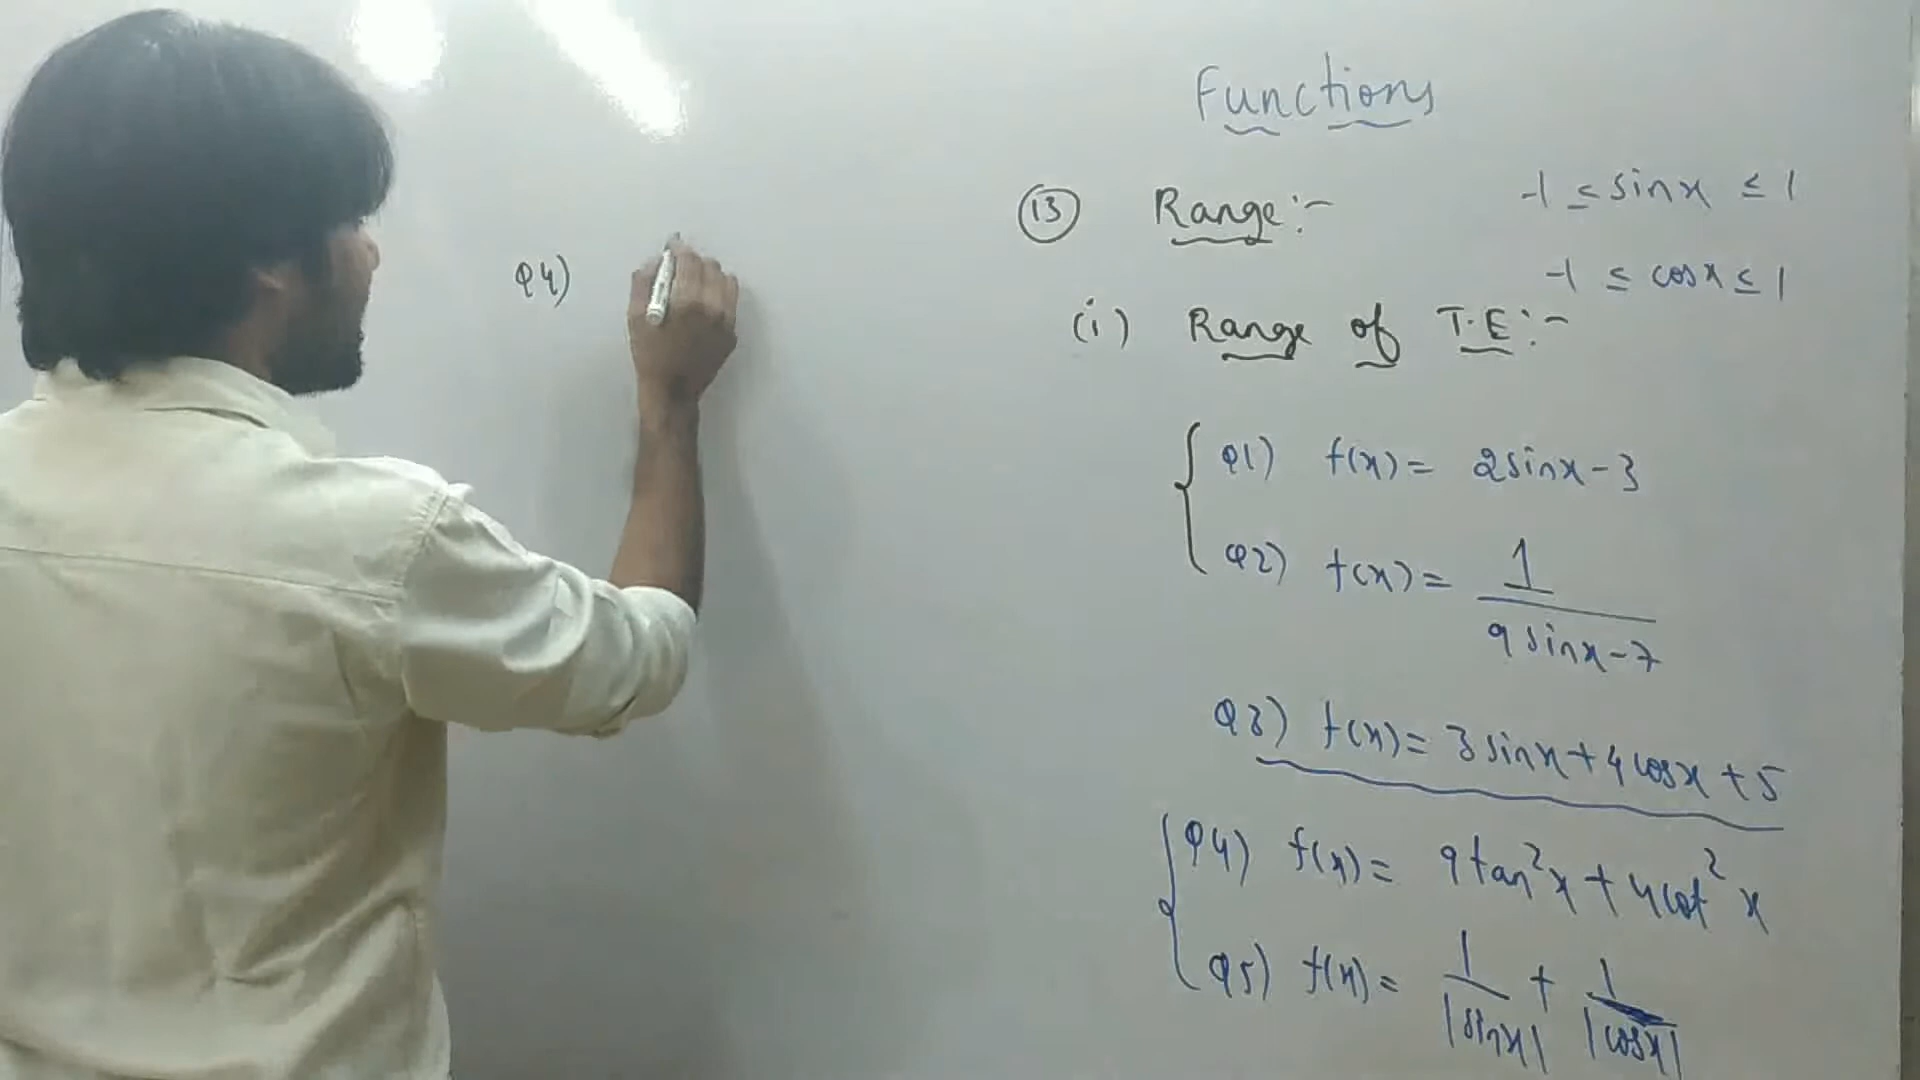 Functions
(13) Range:-
-1 ≤ sinx ≤ 1
-1 ≤ cosx ≤ 1
(i) Range of T.E:-
Q1) f(x) = 2sinx-3
Q2) f(x) = 1/(9sinx-7)
Q3) f(x) = 3sinx+4cosx+5
Q4) f(x) = 9tan²x+4cot²x
Q5) f(x) = 1/|sinx| + 1/|cosx|
Q4)